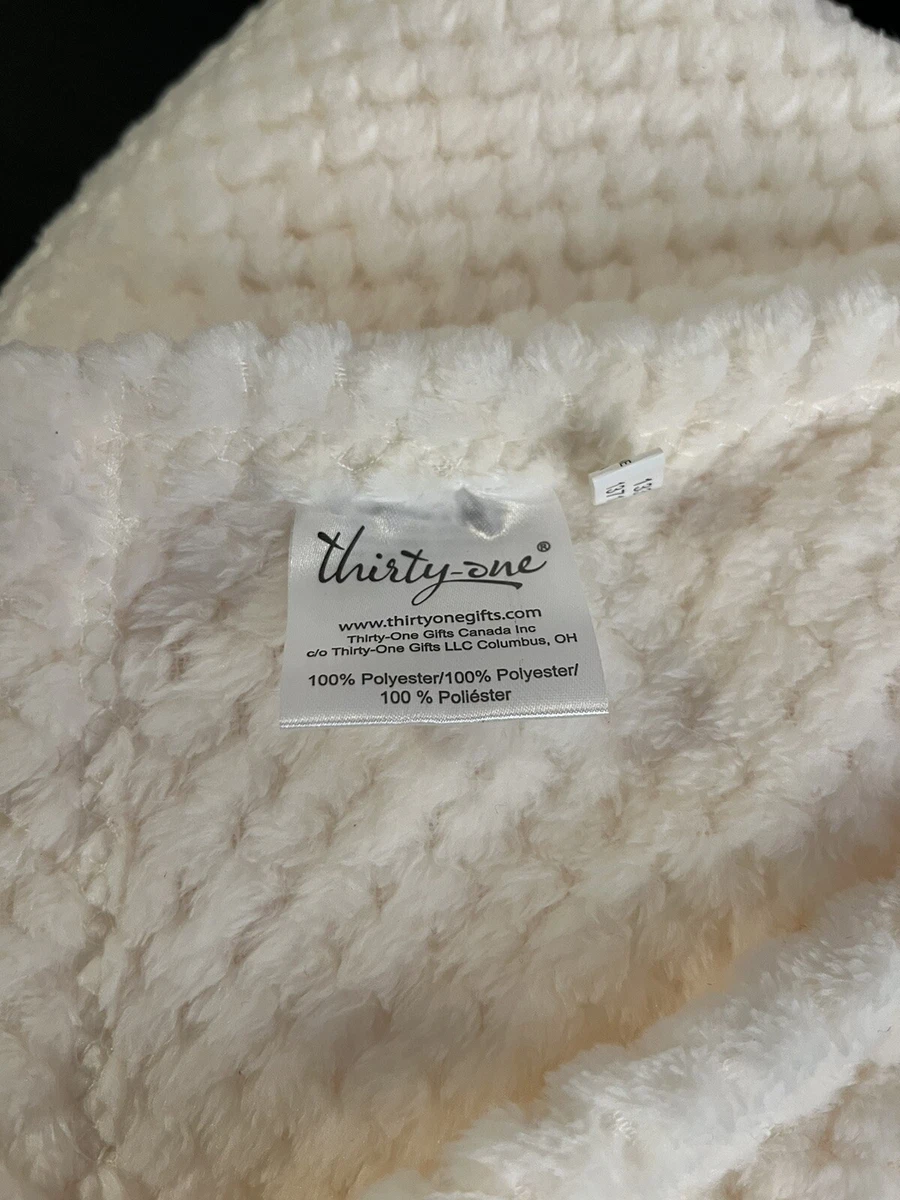 thirty-one®
www.thirtyonegifts.com
Thirty-One Gifts Canada Inc
c/o Thirty-One Gifts LLC Columbus, OH
100% Polyester/100% Polyester/
100 % Poliéster